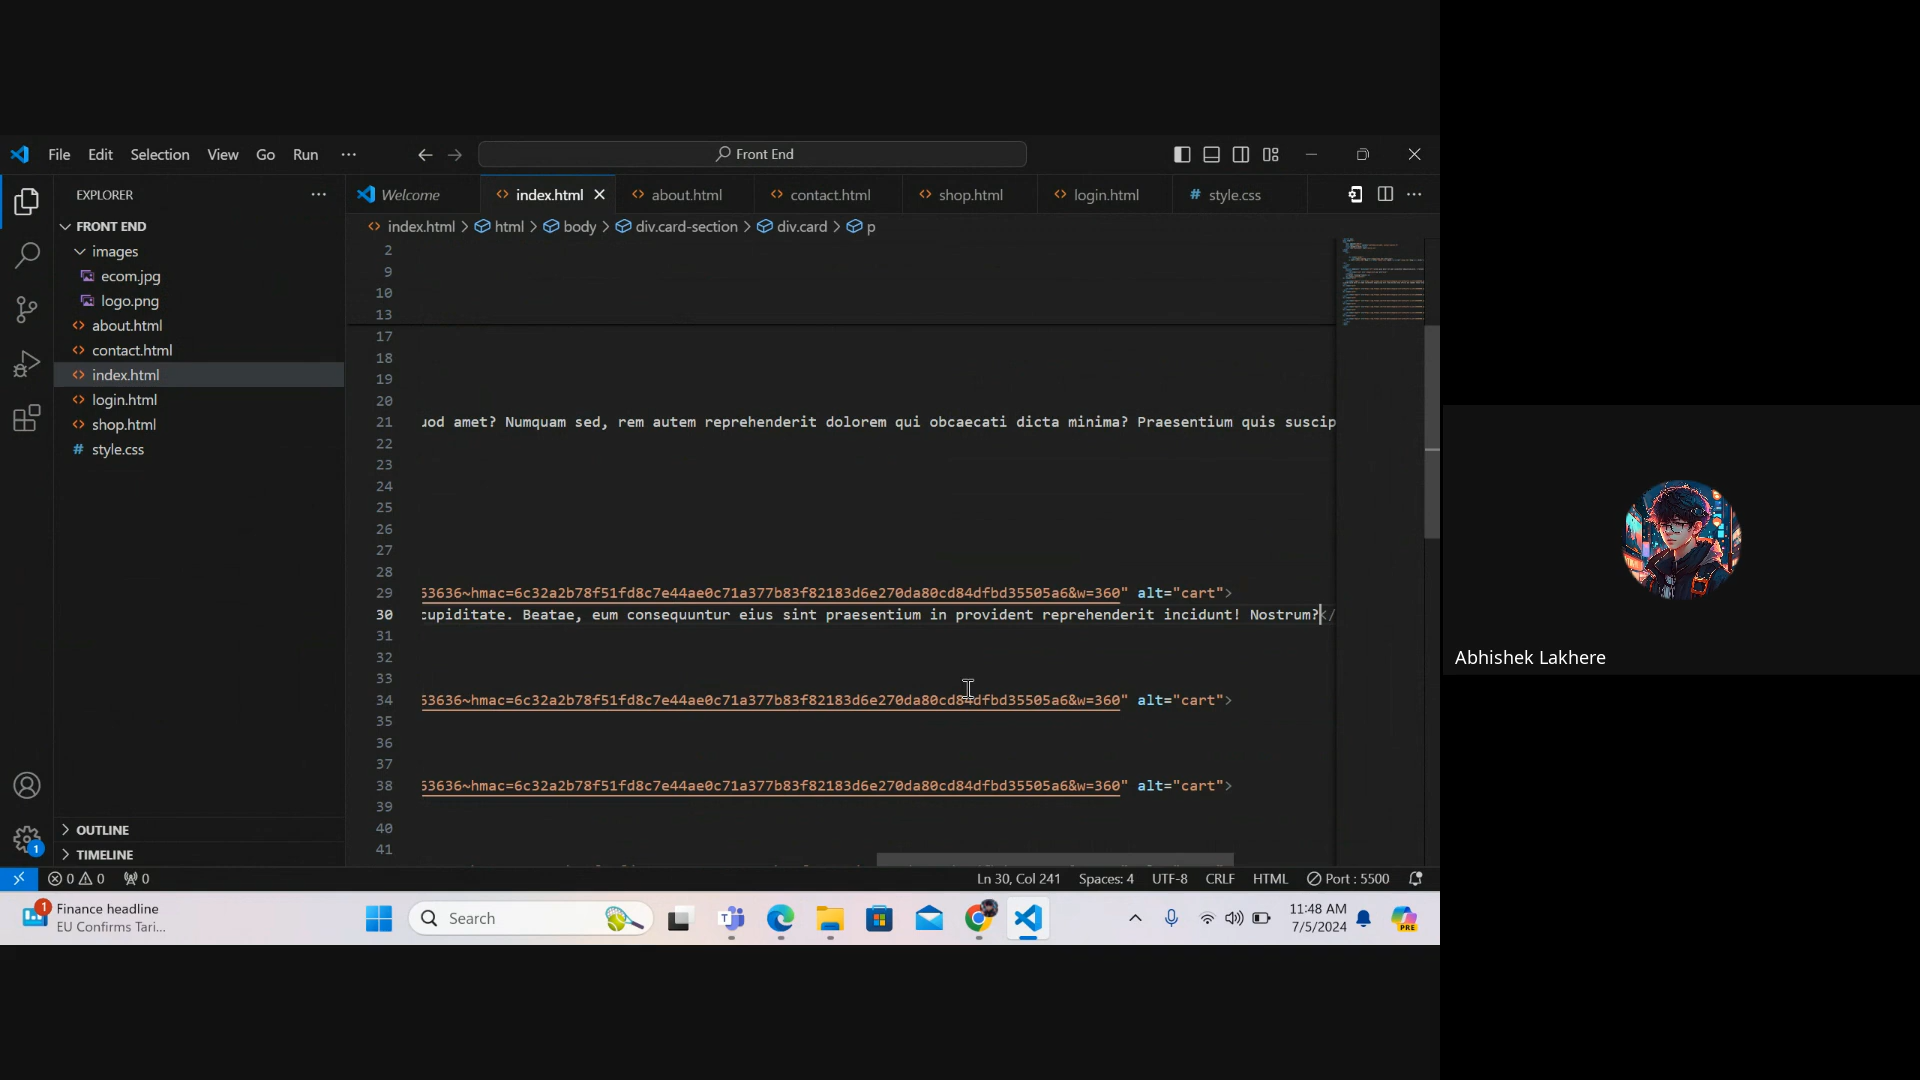 File Edit Selection View Go Run ··· Front End
EXPLORER
Welcome index.html about.html contact.html shop.html login.html # style.css
index.html > html > body > div.card-section > div.card > p
FRONT END
images
ecom.jpg
logo.png
about.html
contact.html
index.html
login.html
shop.html
# style.css
OUTLINE
TIMELINE
2
9
10
13
17
18
19
20
21 uod amet? Numquam sed, rem autem reprehenderit dolorem qui obcaecati dicta minima? Praesentium quis suscip
22
23
24
25
26
27
28
29 53636~hmac=6c32a2b78f51fd8c7e44ae0c71a377b83f82183d6e270da80cd84dfbd35505a6&w=360" alt="cart">
30 cupiditate. Beatae, eum consequuntur eius sint praesentium in provident reprehenderit incidunt! Nostrum?</
31
32
33
34 53636~hmac=6c32a2b78f51fd8c7e44ae0c71a377b83f82183d6e270da80cd84dfbd35505a6&w=360" alt="cart">
35
36
37
38 53636~hmac=6c32a2b78f51fd8c7e44ae0c71a377b83f82183d6e270da80cd84dfbd35505a6&w=360" alt="cart">
39
40
41
0 0 0 Ln 30, Col 241 Spaces: 4 UTF-8 CRLF HTML Port : 5500
1
1 Finance headline
EU Confirms Tari...
Search
PRE
11:48 AM
7/5/2024
Abhishek Lakhere